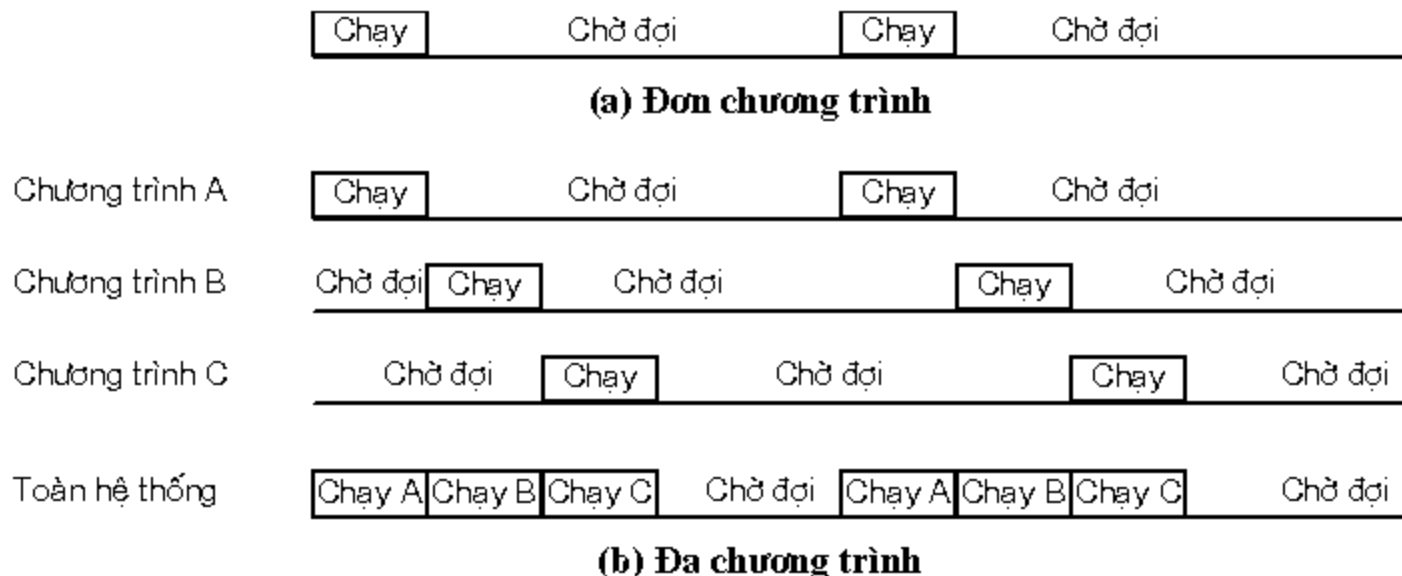 Chạy Chờ đợi Chạy Chờ đợi
(a) Đơn chương trình
Chương trình A Chạy Chờ đợi Chạy Chờ đợi
Chương trình B Chờ đợi Chạy Chờ đợi Chạy Chờ đợi
Chương trình C Chờ đợi Chạy Chờ đợi Chạy Chờ đợi
Toàn hệ thống Chạy A Chạy B Chạy C Chờ đợi Chạy A Chạy B Chạy C Chờ đợi
(b) Đa chương trình